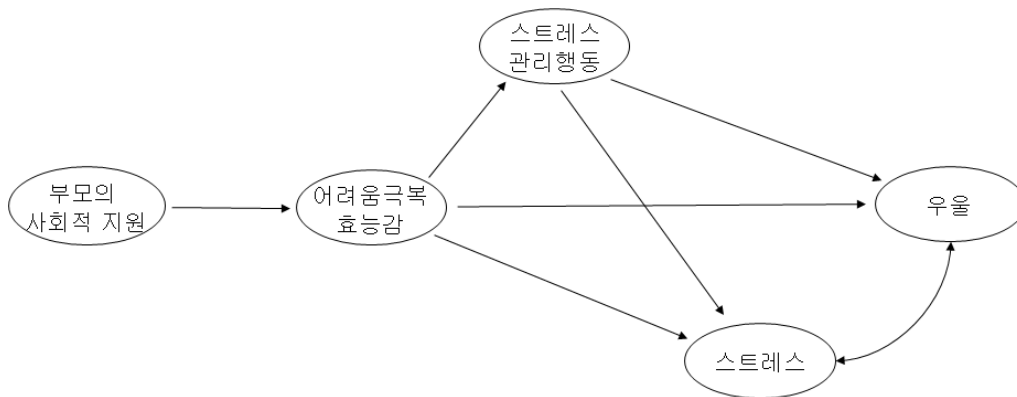 스트레스
관리행동
부모의
사회적 지원
어려움극복
효능감
우울
스트레스